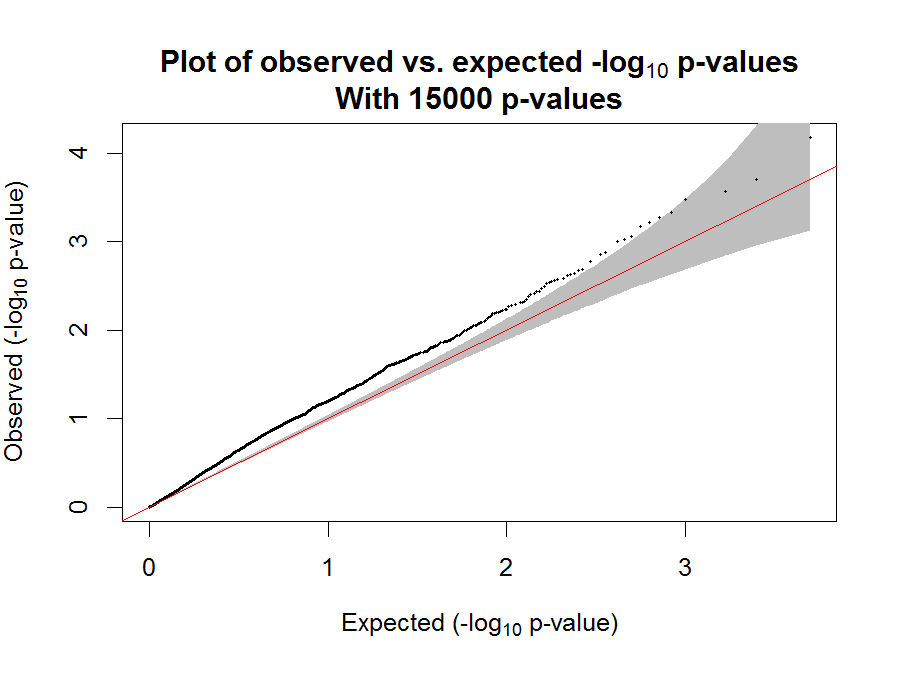 Plot of observed vs. expected -log10 p-values
With 15000 p-values
Observed (-log10 p-value)
4
3
2
1
0
0 1 2 3
Expected (-log10 p-value)